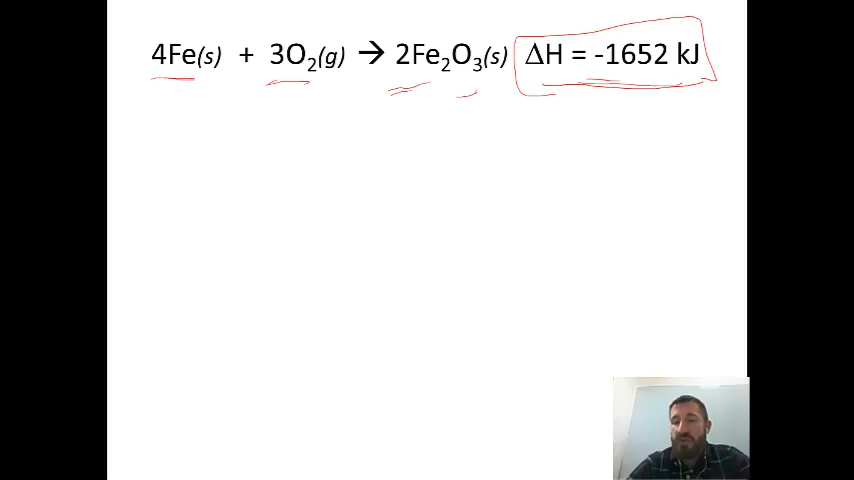 4Fe(s) + 3O₂(g) → 2Fe₂O₃(s) ΔH = -1652 kJ